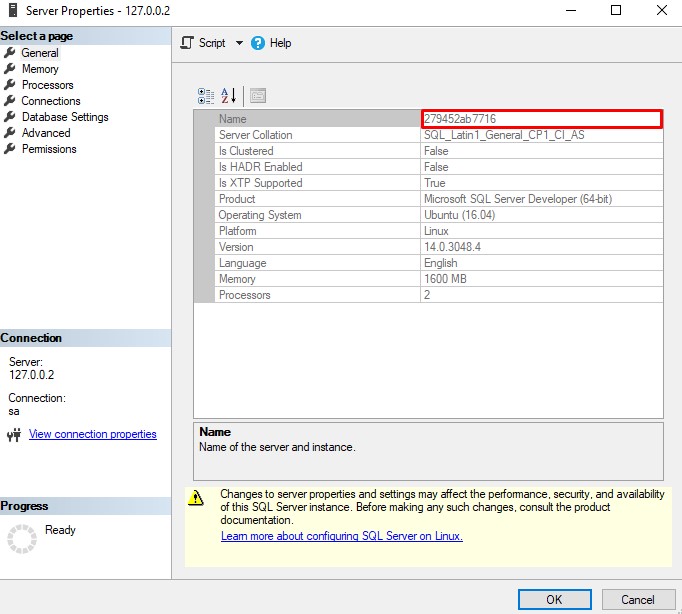 Server Properties - 127.0.0.2
Select a page
General
Memory
Processors
Connections
Database Settings
Advanced
Permissions
Connection
Server:
127.0.0.2
Connection:
sa
View connection properties
Progress
Ready
Script
Help
Name 279452ab7716
Server Collation SQL_Latin1_General_CP1_CI_AS
Is Clustered False
Is HADR Enabled False
Is XTP Supported True
Product Microsoft SQL Server Developer (64-bit)
Operating System Ubuntu (16.04)
Platform Linux
Version 14.0.3048.4
Language English
Memory 1600 MB
Processors 2
Name
Name of the server and instance.
Changes to server properties and settings may affect the performance, security, and availability
of this SQL Server instance. Before making any such changes, consult the product
documentation.
Learn more about configuring SQL Server on Linux.
OK
Cancel